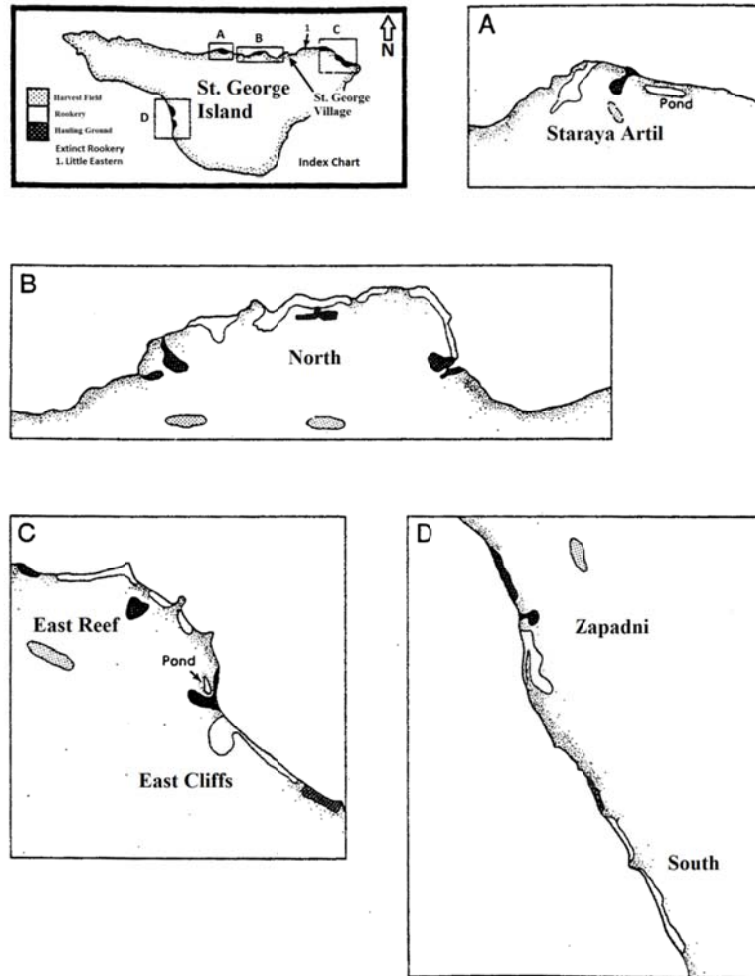 A
B
C
1
N
St. George
Island
St. George
Village
D
Harvest Field
Rookery
Hauling Ground
Extinct Rookery
1. Little Eastern
Index Chart
A
Pond
Staraya Artil
B
North
C
East Reef
Pond
East Cliffs
D
Zapadni
South